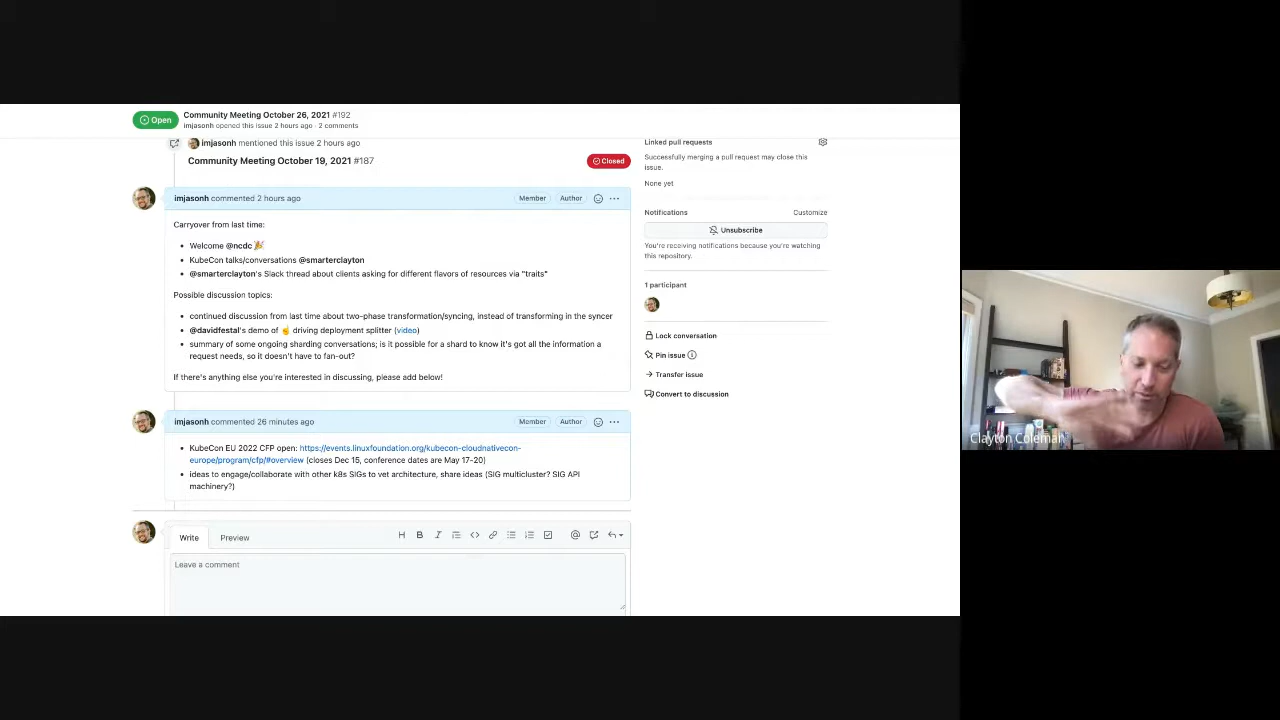 Open
Community Meeting October 26, 2021 #192
imjasonh opened this issue 2 hours ago · 2 comments
imjasonh mentioned this issue 2 hours ago
Community Meeting October 19, 2021 #187
Closed
imjasonh commented 2 hours ago
Member
Author
Carryover from last time:
• Welcome @ncdc 🎉
• KubeCon talks/conversations @smarterclayton
• @smarterclayton's Slack thread about clients asking for different flavors of resources via "traits"
Possible discussion topics:
• continued discussion from last time about two-phase transformation/syncing, instead of transforming in the syncer
• @davidfestal's demo of ☝ driving deployment splitter (video)
• summary of some ongoing sharding conversations; is it possible for a shard to know it's got all the information a
request needs, so it doesn't have to fan-out?
If there's anything else you're interested in discussing, please add below!
imjasonh commented 26 minutes ago
Member
Author
• KubeCon EU 2022 CFP open: https://events.linuxfoundation.org/kubecon-cloudnativecon-
europe/program/cfp/#overview (closes Dec 15, conference dates are May 17-20)
• ideas to engage/collaborate with other k8s SIGs to vet architecture, share ideas (SIG multicluster? SIG API
machinery?)
Write
Preview
Leave a comment
Linked pull requests
Successfully merging a pull request may close this
issue.
None yet
Notifications
Customize
Unsubscribe
You're receiving notifications because you're watching
this repository.
1 participant
Lock conversation
Pin issue
Transfer issue
Convert to discussion
Clayton Coleman